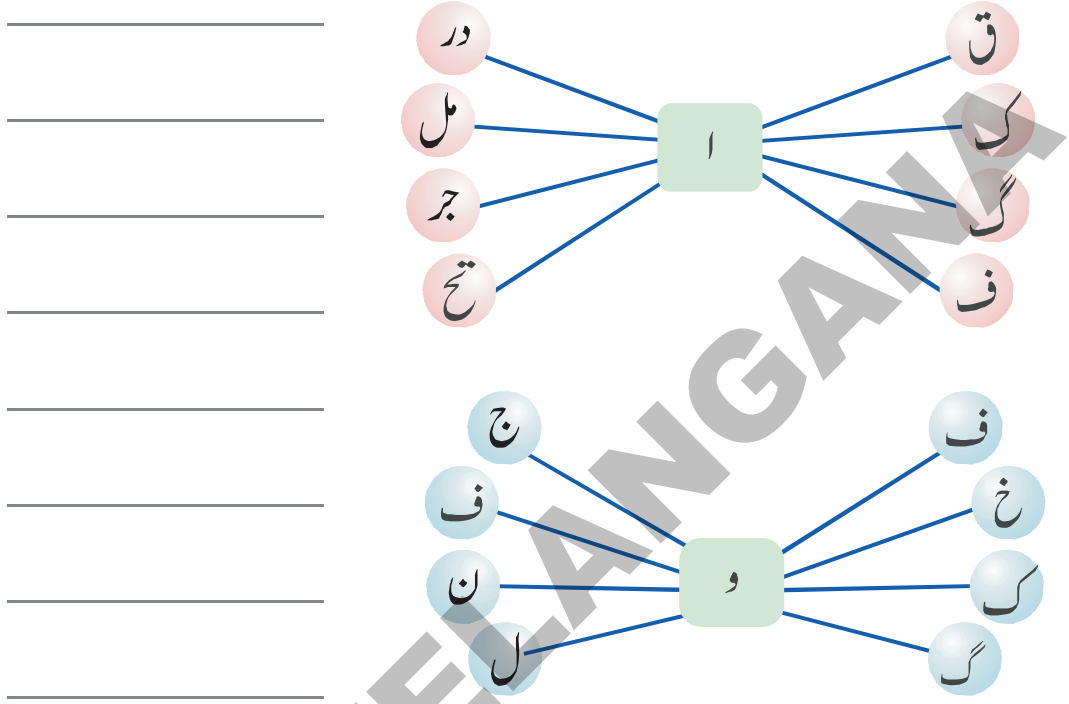 ق در
ک مل
ا
گ جر
ف تح
ف ج
خ ف
و
ک ن
گ ل
TELANGANA